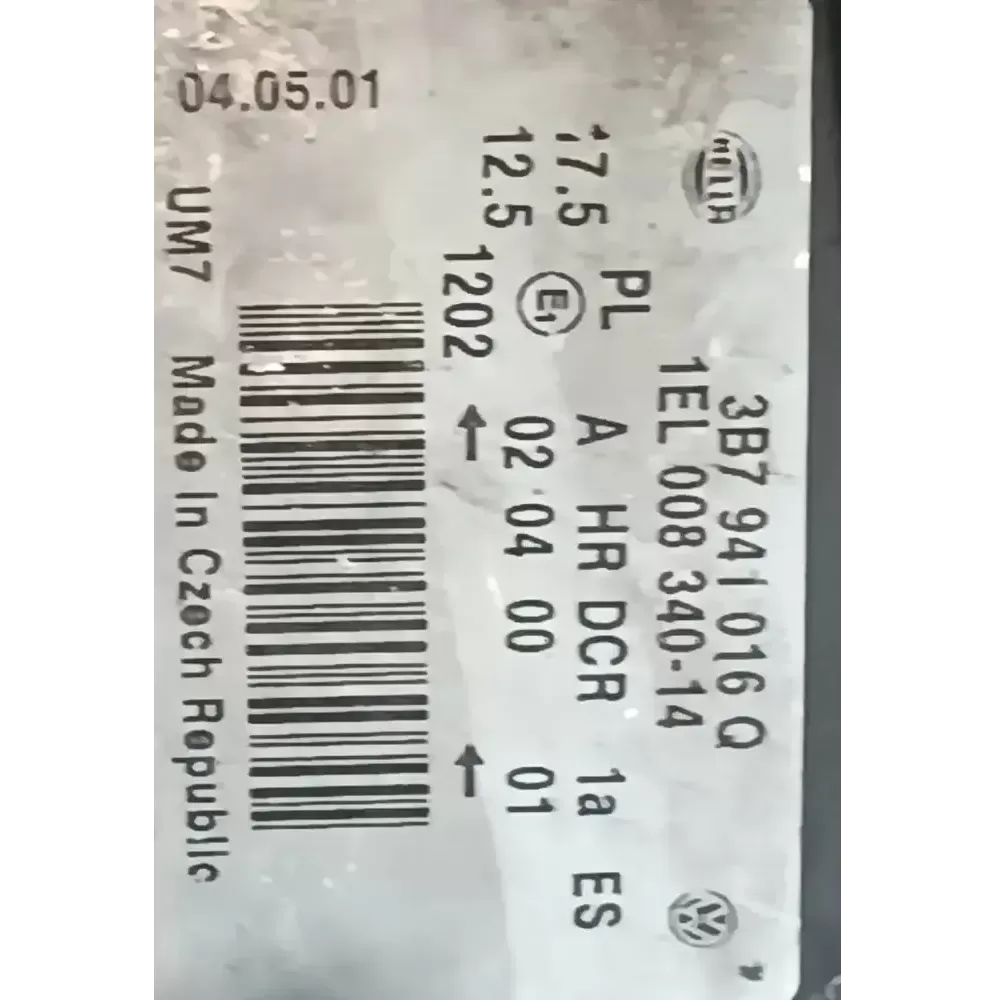 HELLA
3B7 941 016 Q
1EL 008 340-14
PL A HR DCR 1a ES
17.5
12.5 E1 02 04 00 01
1202
04.05.01
UM7 Made In Czech Republic